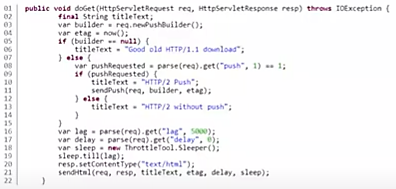 01 public void doGet(HttpServletRequest req, HttpServletResponse resp) throws IOException {
02 final String titleText;
03 var builder = req.newPushBuilder();
04 var etag = now();
05 if (builder == null) {
06 titleText = "Good old HTTP/1.1 download";
07 } else {
08 var pushRequested = parse(req).get("push", 1) == 1;
09 if (pushRequested) {
10 titleText = "HTTP/2 Push";
11 sendPush(req, builder, etag);
12 } else {
13 titleText = "HTTP/2 without push";
14 }
15 }
16 var lag = parse(req).get("lag", 5000);
17 var delay = parse(req).get("delay", 0);
18 var sleep = new ThrottleTool.Sleeper();
19 sleep.till(lag);
20 resp.setContentType("text/html");
21 sendHtml(req, resp, titleText, etag, delay, sleep);
22 }